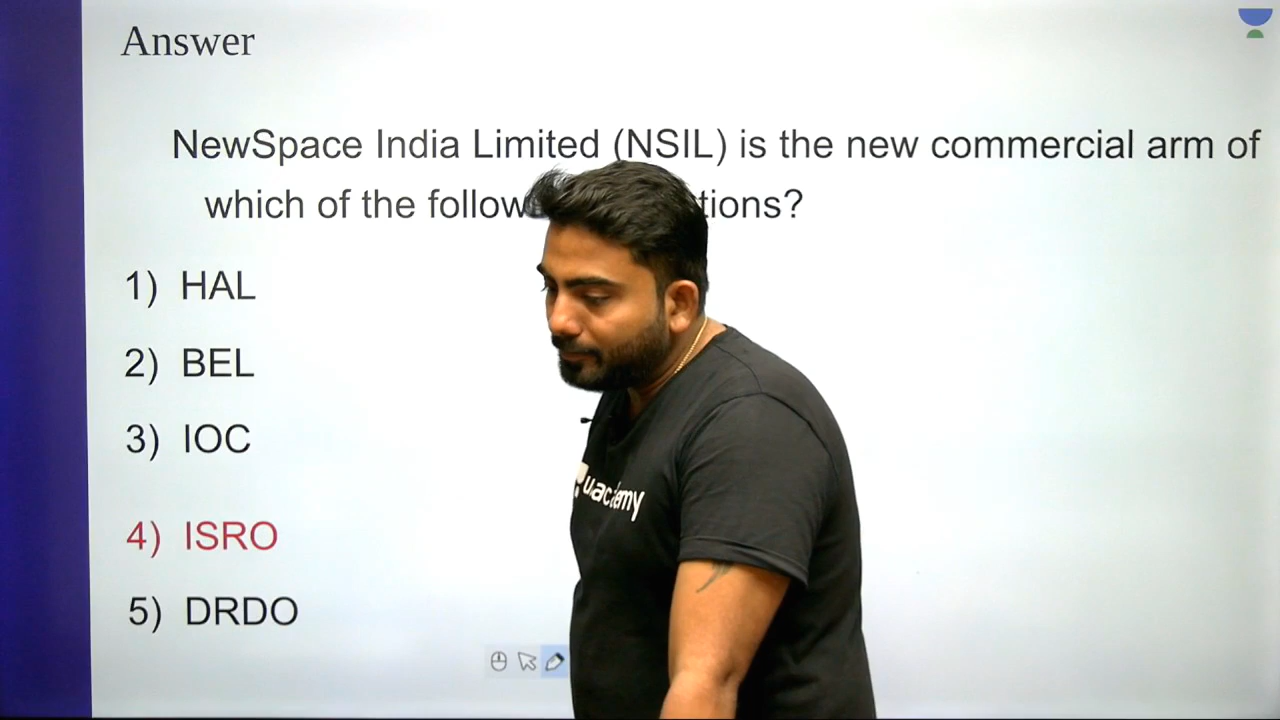 Answer
NewSpace India Limited (NSIL) is the new commercial arm of
which of the tions?
1) HAL
2) BEL
3) IOC
4) ISRO
5) DRDO